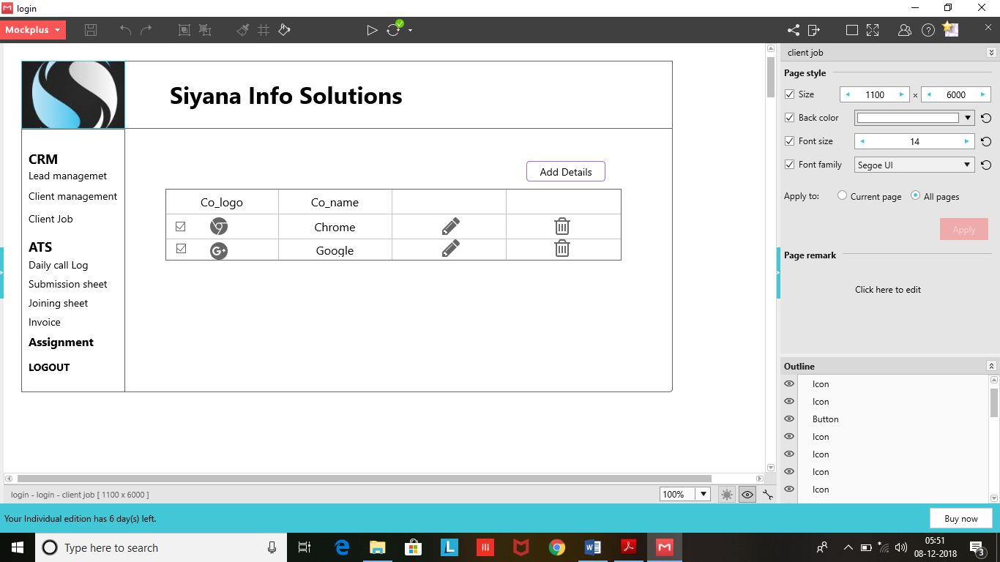 login
Mockplus
Siyana Info Solutions
CRM
Lead managemet
Client management
Client Job
ATS
Daily call Log
Submission sheet
Joining sheet
Invoice
Assignment
LOGOUT
Add Details
Co_logo Co_name
Chrome
G+ Google
client job
Page style
Size 1100 × 6000
Back color
Font size 14
Font family Segoe UI
Apply to: Current page All pages
Apply
Page remark
Click here to edit
Outline
Icon
Icon
Button
Icon
Icon
Icon
Icon
login - login - client job [ 1100 x 6000 ]
100%
Your Individual edition has 6 day(s) left.
Buy now
Type here to search
05:51
08-12-2018
3